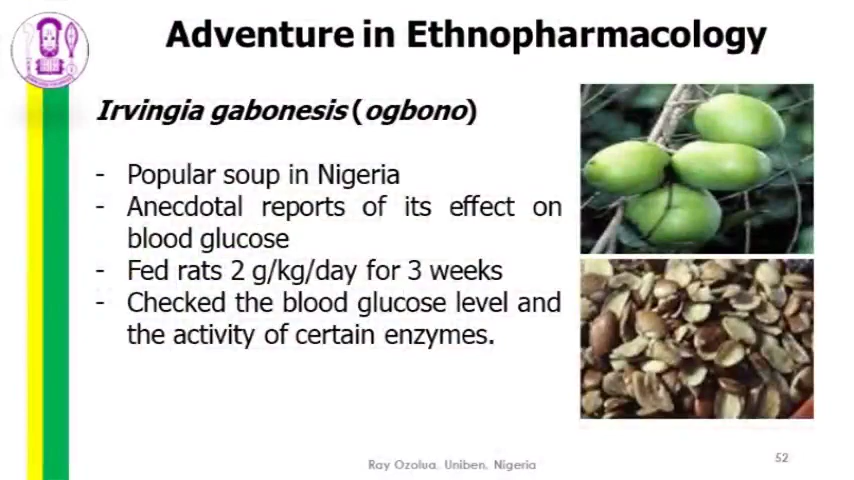 Adventure in Ethnopharmacology
Irvingia gabonesis (ogbono)
- Popular soup in Nigeria
- Anecdotal reports of its effect on
blood glucose
- Fed rats 2 g/kg/day for 3 weeks
- Checked the blood glucose level and
the activity of certain enzymes.
Ray Ozolua, Uniben, Nigeria
52